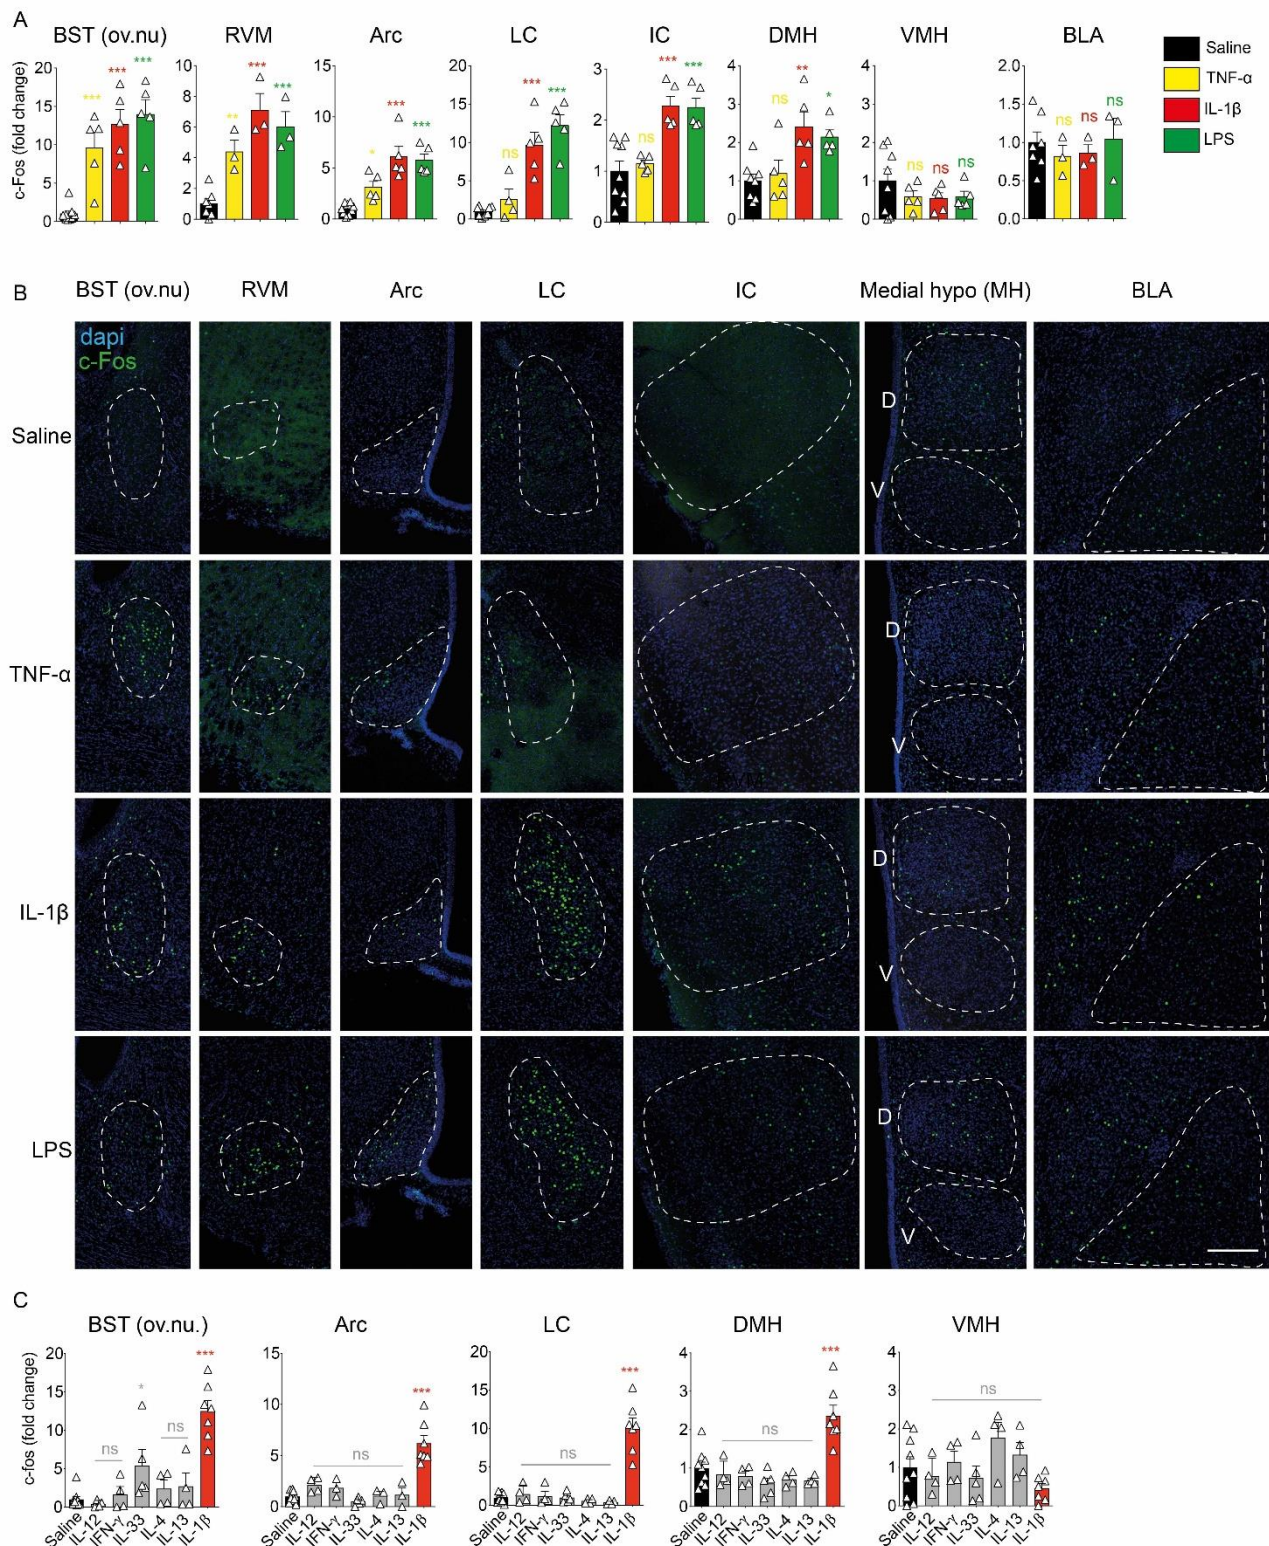 A
BST (ov.nu) RVM Arc LC IC DMH VMH BLA
Saline
TNF-α
IL-1β
LPS
c-Fos (fold change)
20 15 10 5 0
*** *** ***
10 8 6 4 2 0
** *** ***
15 10 5 0
* *** ***
20 15 10 5 0
ns *** ***
3 2 1 0
ns *** ***
6 4 2 0
ns ** *
4 3 2 1 0
ns ns ns
2.0 1.5 1.0 0.5 0.0
ns ns ns
B
BST (ov.nu) RVM Arc LC IC Medial hypo (MH) BLA
dapi
c-Fos
Saline
D
V
TNF-α
D
V
IL-1β
D
V
LPS
D
V
C
BST (ov.nu.) Arc LC DMH VMH
c-fos (fold change)
20 15 10 5 0
ns * ns ***
Saline IL-12 IFN-γ IL-33 IL-4 IL-13 IL-1β
15 10 5 0
ns ***
Saline IL-12 IFN-γ IL-33 IL-4 IL-13 IL-1β
20 15 10 5 0
ns ***
Saline IL-12 IFN-γ IL-33 IL-4 IL-13 IL-1β
4 3 2 1 0
ns ***
Saline IL-12 IFN-γ IL-33 IL-4 IL-13 IL-1β
4 3 2 1 0
ns
Saline IL-12 IFN-γ IL-33 IL-4 IL-13 IL-1β